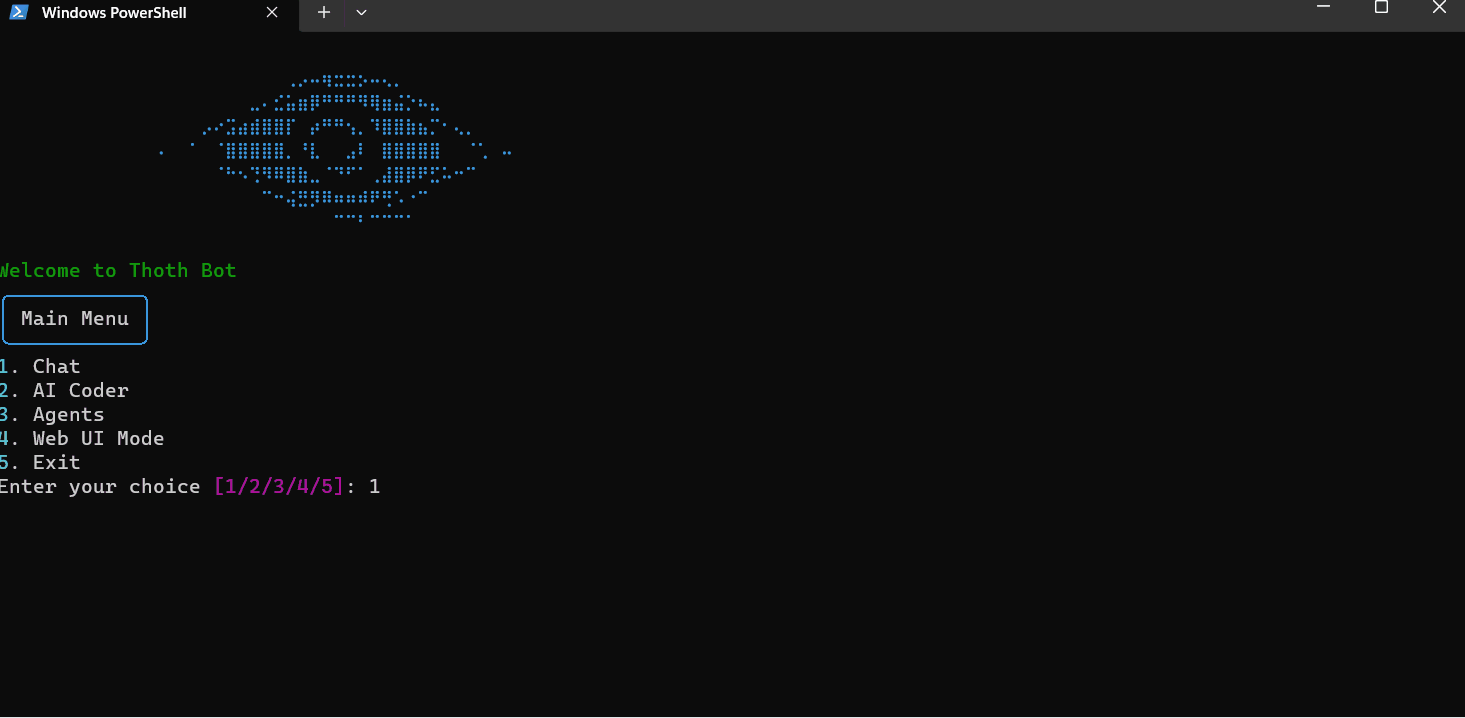 Windows PowerShell
Welcome to Thoth Bot
Main Menu
1. Chat
2. AI Coder
3. Agents
4. Web UI Mode
5. Exit
Enter your choice [1/2/3/4/5]: 1